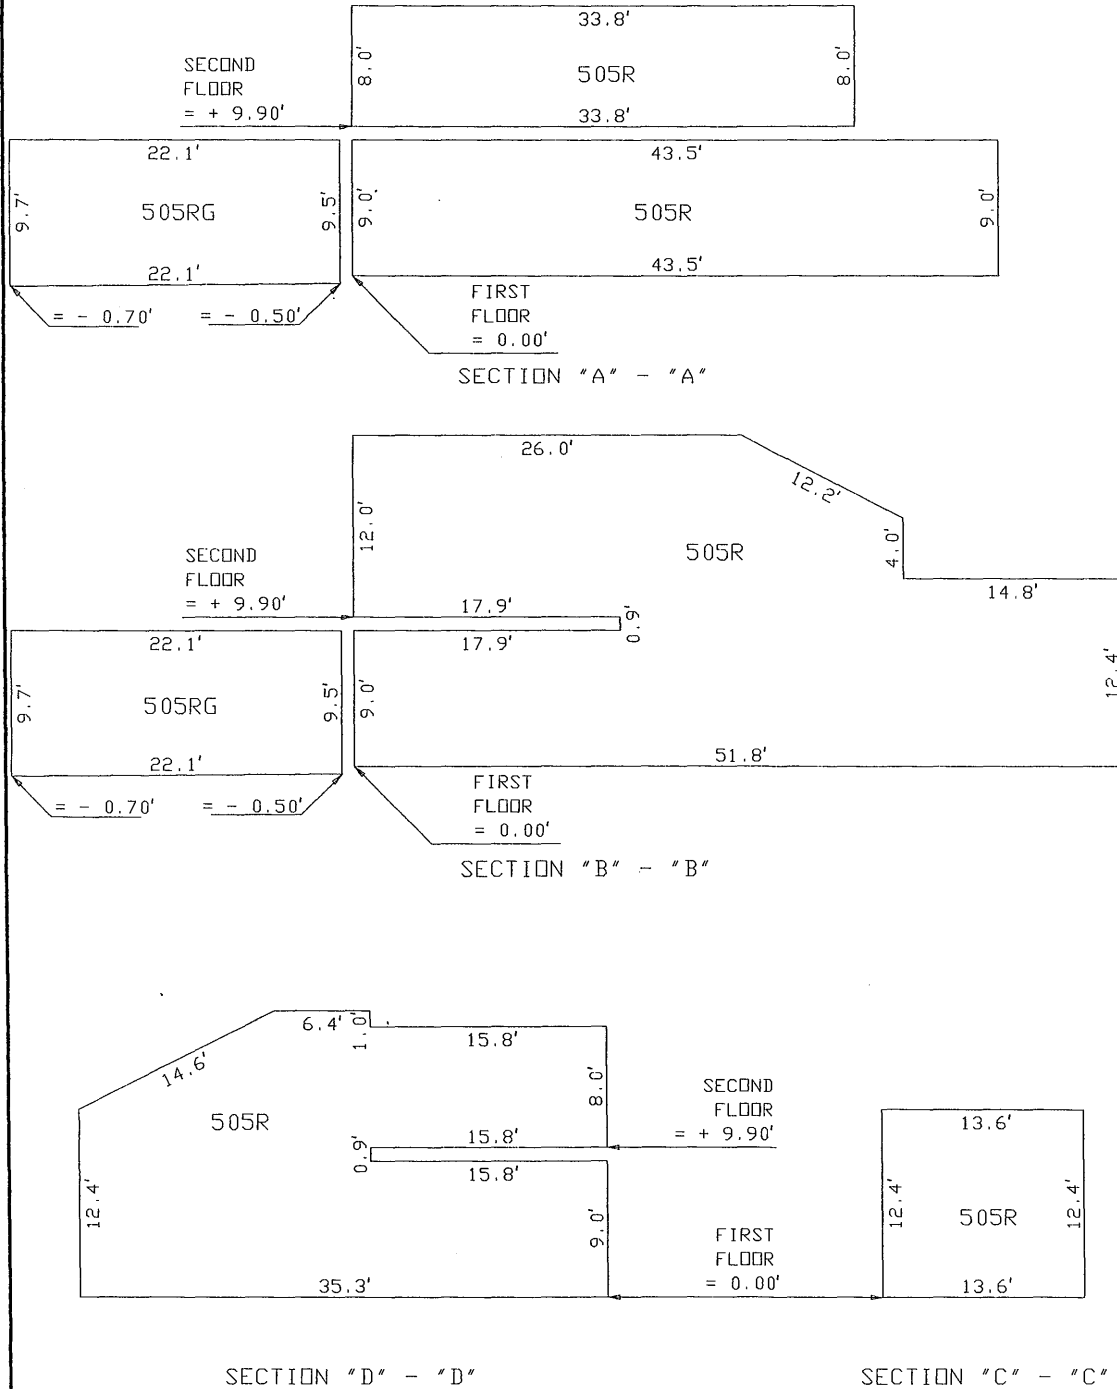 33.8'
8.0'
505R
8.0'
SECOND
FLOOR
= + 9.90'
33.8'
22.1'
43.5'
9.7'
505RG
9.5'
9.0'
505R
9.0'
22.1'
43.5'
= - 0.70'
= - 0.50'
FIRST
FLOOR
= 0.00'
SECTION "A" - "A"
26.0'
12.2'
12.0'
505R
4.0'
SECOND
FLOOR
= + 9.90'
17.9'
0.9'
17.9'
14.8'
12.4'
22.1'
9.7'
505RG
9.5'
9.0'
22.1'
51.8'
= - 0.70'
= - 0.50'
FIRST
FLOOR
= 0.00'
SECTION "B" - "B"
6.4'
1.0'
15.8'
14.6'
8.0'
505R
SECOND
FLOOR
= + 9.90'
15.8'
0.9'
15.8'
12.4'
9.0'
35.3'
FIRST
FLOOR
= 0.00'
13.6'
12.4'
505R
12.4'
13.6'
SECTION "D" - "D"
SECTION "C" - "C"